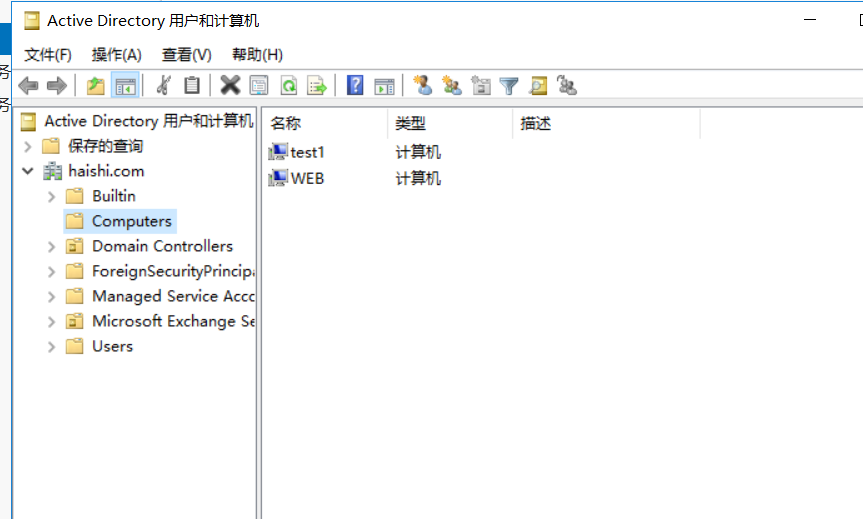 Active Directory 用户和计算机
文件(F) 操作(A) 查看(V) 帮助(H)
务
务
Active Directory 用户和计算机
保存的查询
haishi.com
Builtin
Computers
Domain Controllers
ForeignSecurityPrincipa
Managed Service Acco
Microsoft Exchange Se
Users
名称 类型 描述
test1 计算机
WEB 计算机